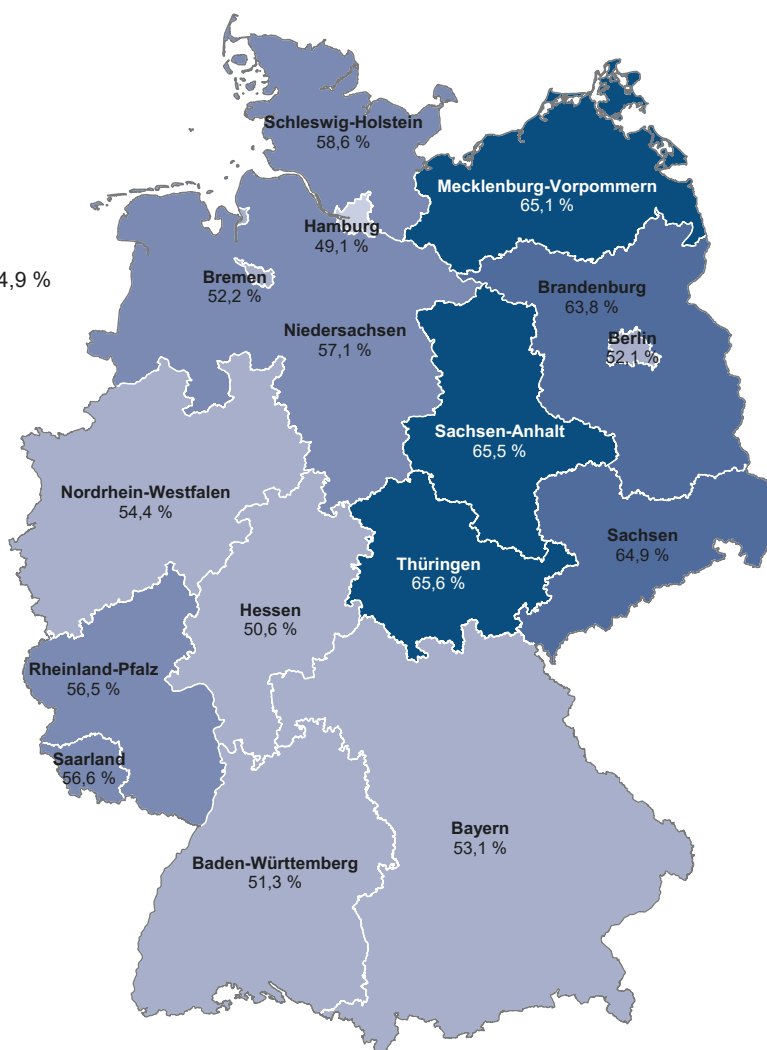 Schleswig-Holstein
58,6 %
Mecklenburg-Vorpommern
65,1 %
Hamburg
49,1 %
4,9 %
Bremen
52,2 %
Brandenburg
63,8 %
Niedersachsen
57,1 %
Berlin
52,1 %
Sachsen-Anhalt
65,5 %
Nordrhein-Westfalen
54,4 %
Sachsen
64,9 %
Thüringen
65,6 %
Hessen
50,6 %
Rheinland-Pfalz
56,5 %
Saarland
56,6 %
Bayern
53,1 %
Baden-Württemberg
51,3 %